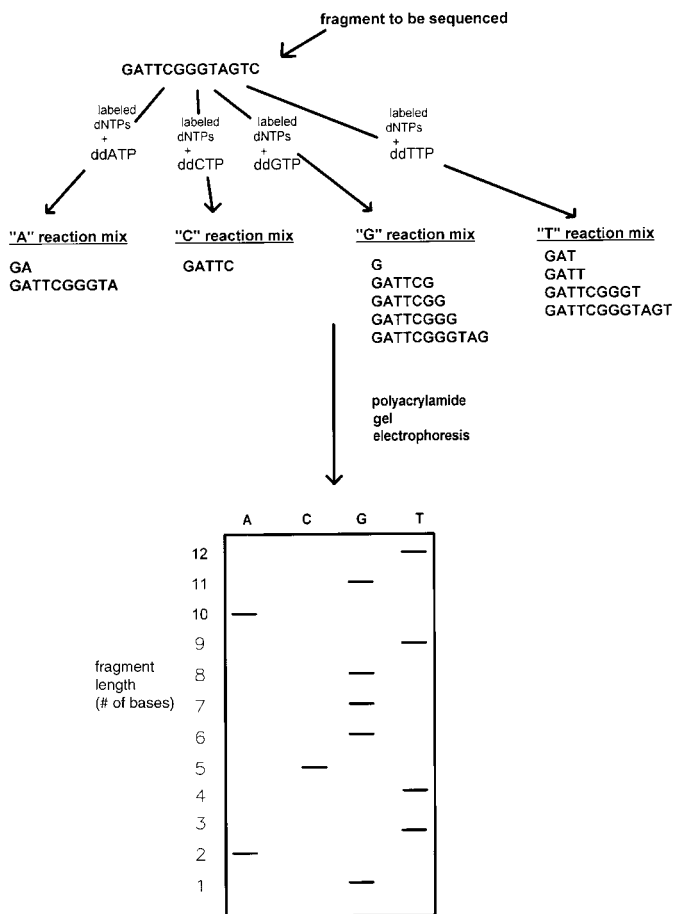 fragment to be sequenced
GATTCGGGTAGTC
labeled
dNTPs
+
ddATP
labeled
dNTPs
+
ddCTP
labeled
dNTPs
+
ddGTP
labeled
dNTPs
+
ddTTP
"A" reaction mix
GA
GATTCGGGTA
"C" reaction mix
GATTC
"G" reaction mix
G
GATTCG
GATTCGG
GATTCGGG
GATTCGGGTAG
"T" reaction mix
GAT
GATT
GATTCGGGT
GATTCGGGTAGT
polyacrylamide
gel
electrophoresis
A C G T
12
11
10
9
8
7
6
5
4
3
2
1
fragment
length
(# of bases)